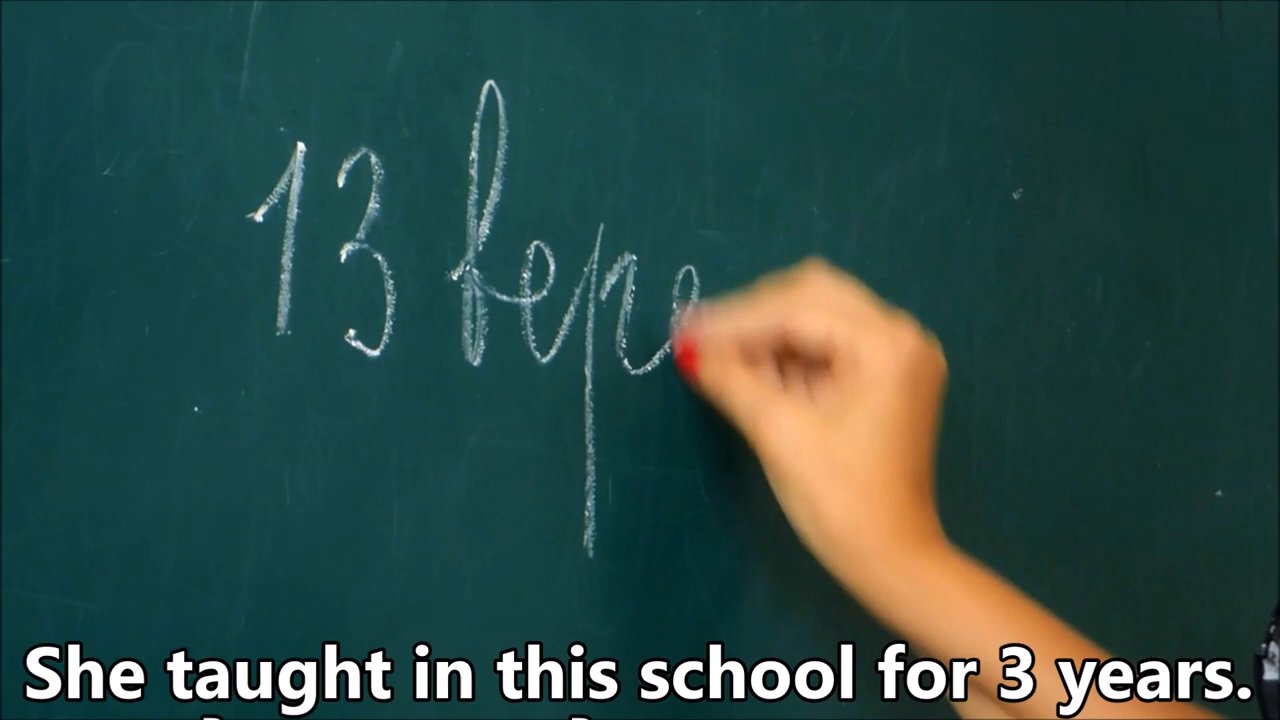 13 вере
She taught in this school for 3 years.